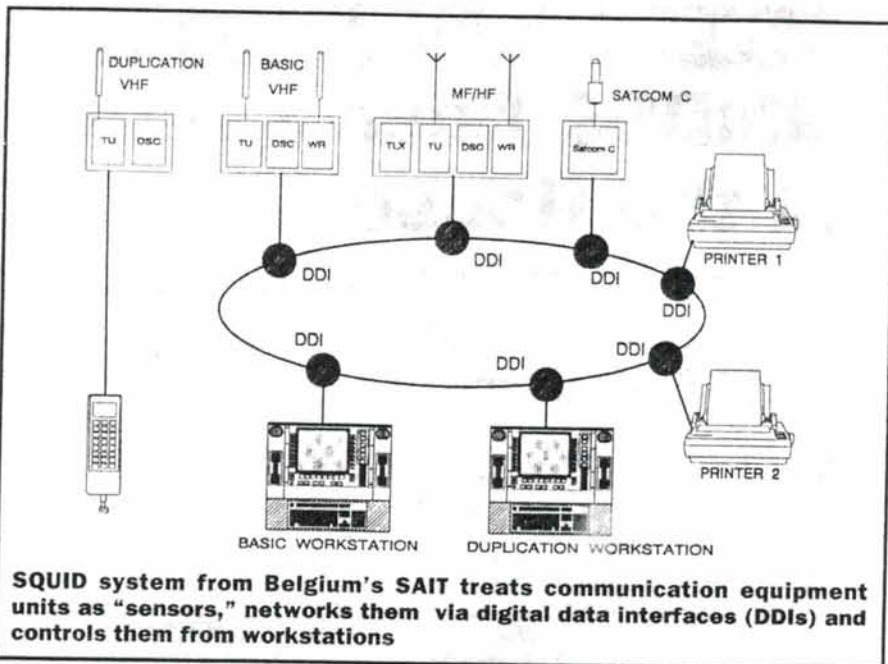 DUPLICATION
VHF
BASIC
VHF
MF/HF
SATCOM C
TU DSC
TU DSC WR
TLX TU DSC WR
Satcom C
PRINTER 1
DDI
DDI
DDI
DDI
DDI
DDI
DDI
PRINTER 2
BASIC WORKSTATION
DUPLICATION WORKSTATION
SQUID system from Belgium's SAIT treats communication equipment
units as "sensors," networks them via digital data interfaces (DDIs) and
controls them from workstations